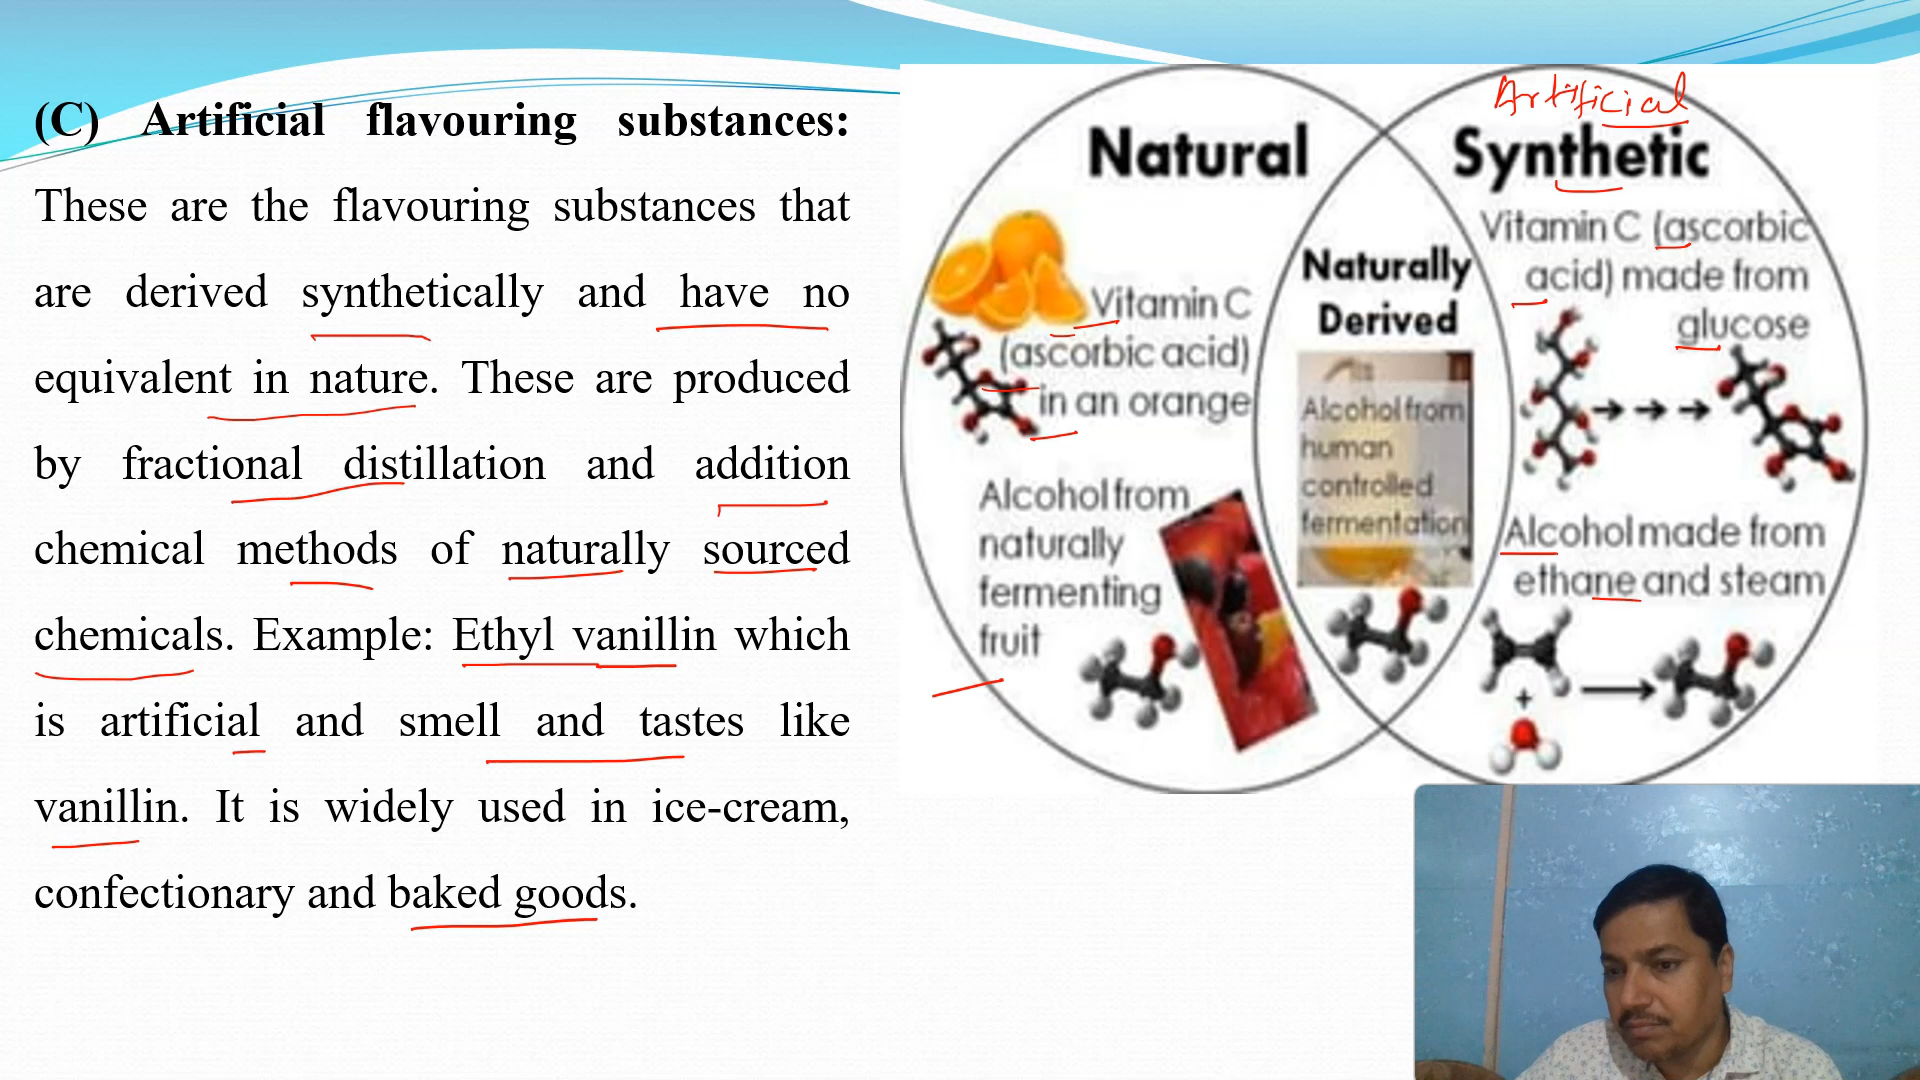 (C) Artificial flavouring substances:
These are the flavouring substances that
are derived synthetically and have no
equivalent in nature. These are produced
by fractional distillation and addition
chemical methods of naturally sourced
chemicals. Example: Ethyl vanillin which
is artificial and smell and tastes like
vanillin. It is widely used in ice-cream,
confectionary and baked goods.
Natural
Vitamin C
(ascorbic acid)
in an orange
Alcohol from
naturally
fermenting
fruit
Naturally
Derived
Alcohol from
human
controlled
fermentation
Artificial
Synthetic
Vitamin C (ascorbic
acid) made from
glucose
Alcohol made from
ethane and steam
+